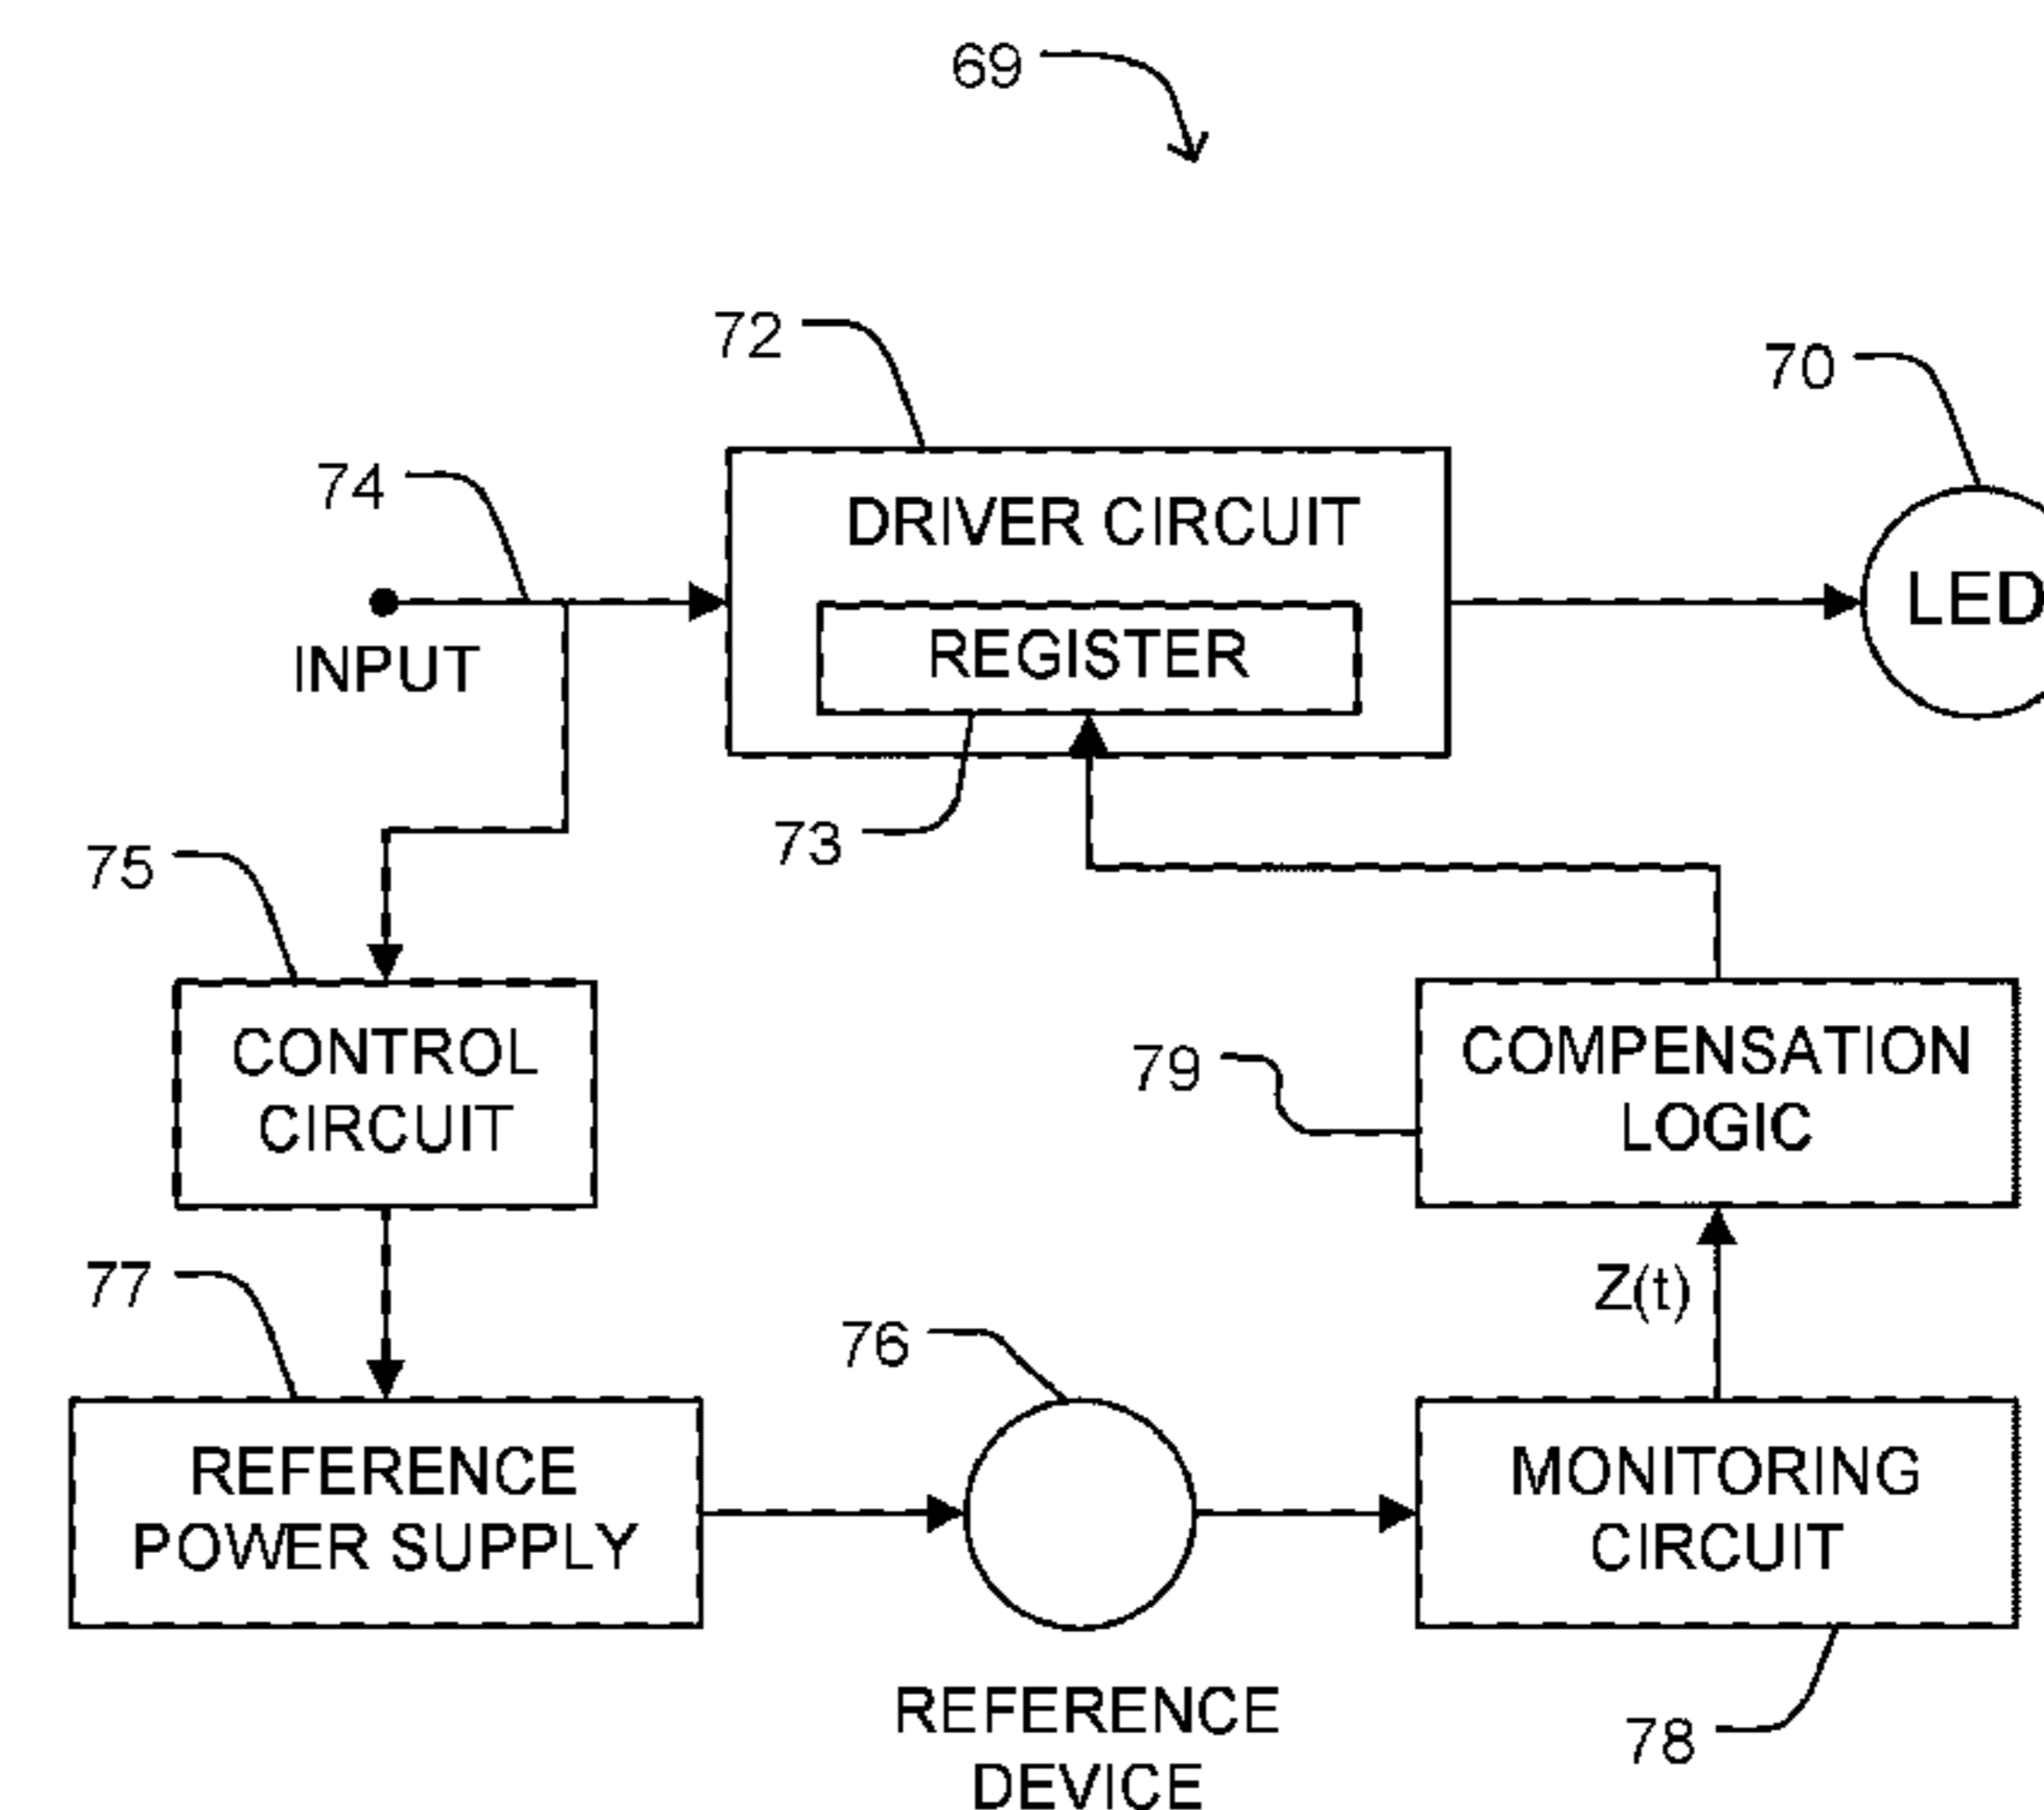 69
72
70
74
DRIVER CIRCUIT
LED
REGISTER
INPUT
73
75
CONTROL
CIRCUIT
79
COMPENSATION
LOGIC
77
Z(t)
76
REFERENCE
POWER SUPPLY
MONITORING
CIRCUIT
REFERENCE
DEVICE
78